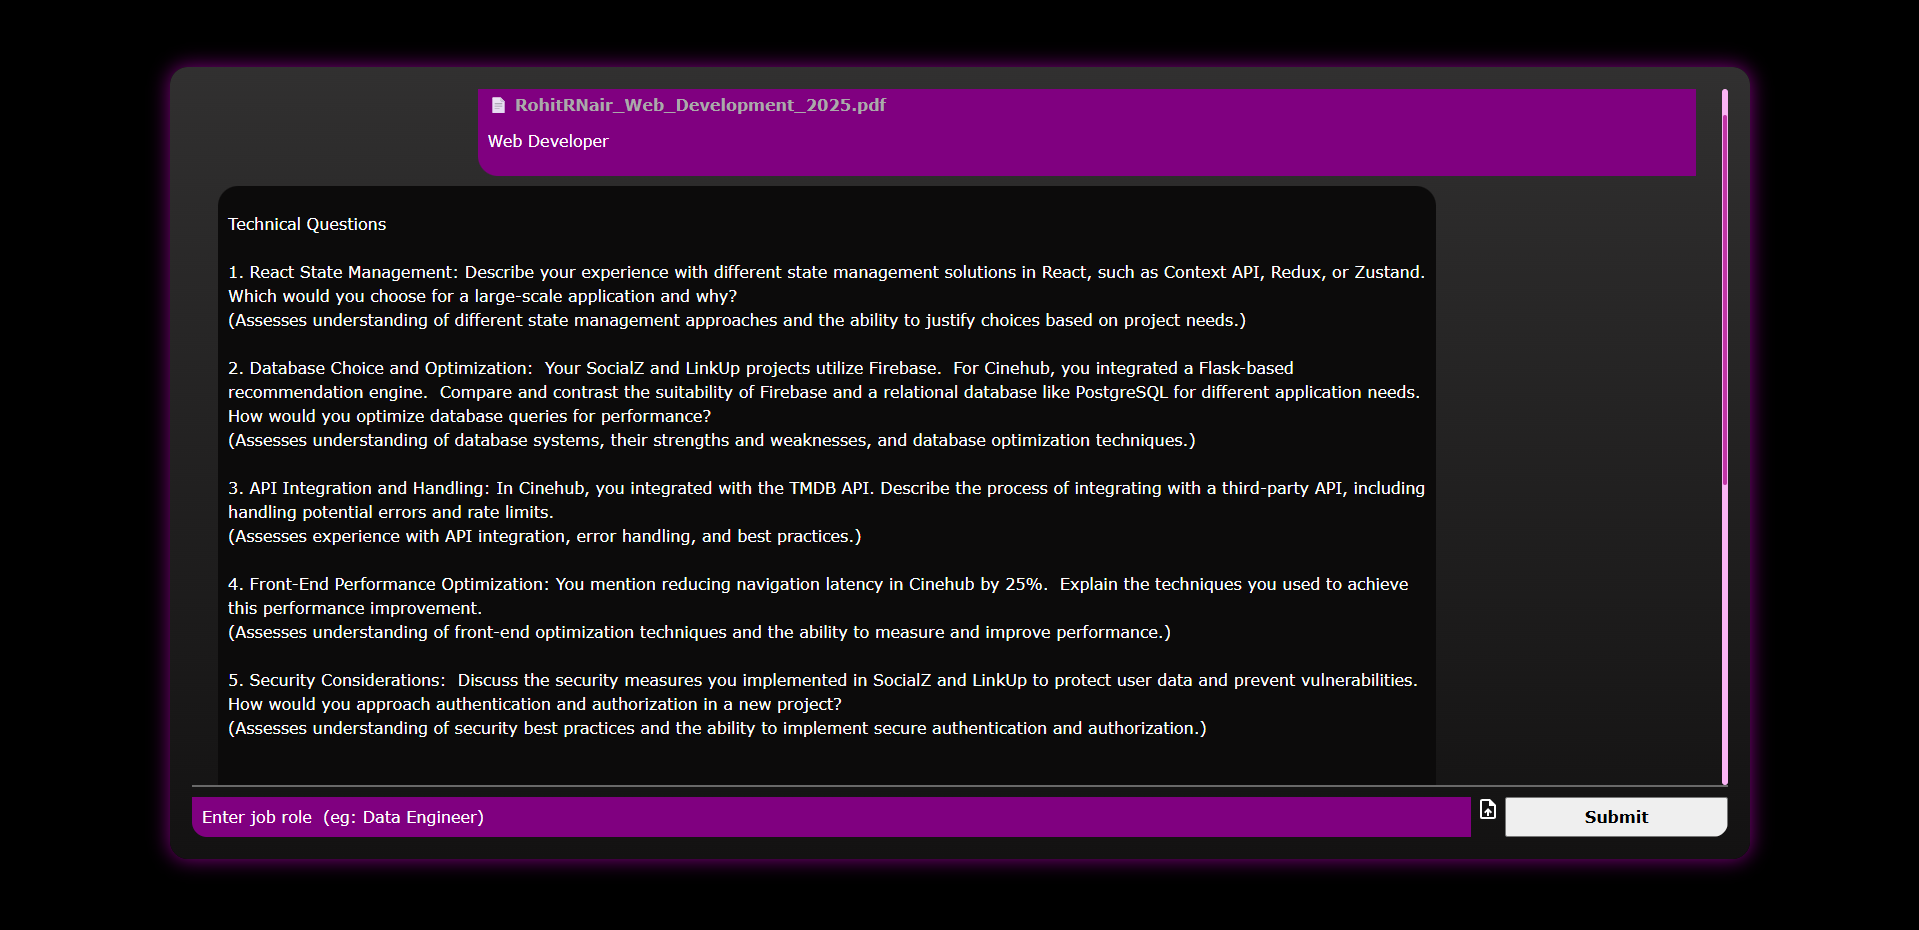 RohitRNair_Web_Development_2025.pdf
Web Developer
Technical Questions
1. React State Management: Describe your experience with different state management solutions in React, such as Context API, Redux, or Zustand.
Which would you choose for a large-scale application and why?
(Assesses understanding of different state management approaches and the ability to justify choices based on project needs.)
2. Database Choice and Optimization:  Your SocialZ and LinkUp projects utilize Firebase.  For Cinehub, you integrated a Flask-based
recommendation engine.  Compare and contrast the suitability of Firebase and a relational database like PostgreSQL for different application needs.
How would you optimize database queries for performance?
(Assesses understanding of database systems, their strengths and weaknesses, and database optimization techniques.)
3. API Integration and Handling: In Cinehub, you integrated with the TMDB API. Describe the process of integrating with a third-party API, including
handling potential errors and rate limits.
(Assesses experience with API integration, error handling, and best practices.)
4. Front-End Performance Optimization: You mention reducing navigation latency in Cinehub by 25%.  Explain the techniques you used to achieve
this performance improvement.
(Assesses understanding of front-end optimization techniques and the ability to measure and improve performance.)
5. Security Considerations:  Discuss the security measures you implemented in SocialZ and LinkUp to protect user data and prevent vulnerabilities.
How would you approach authentication and authorization in a new project?
(Assesses understanding of security best practices and the ability to implement secure authentication and authorization.)
Enter job role  (eg: Data Engineer)
Submit